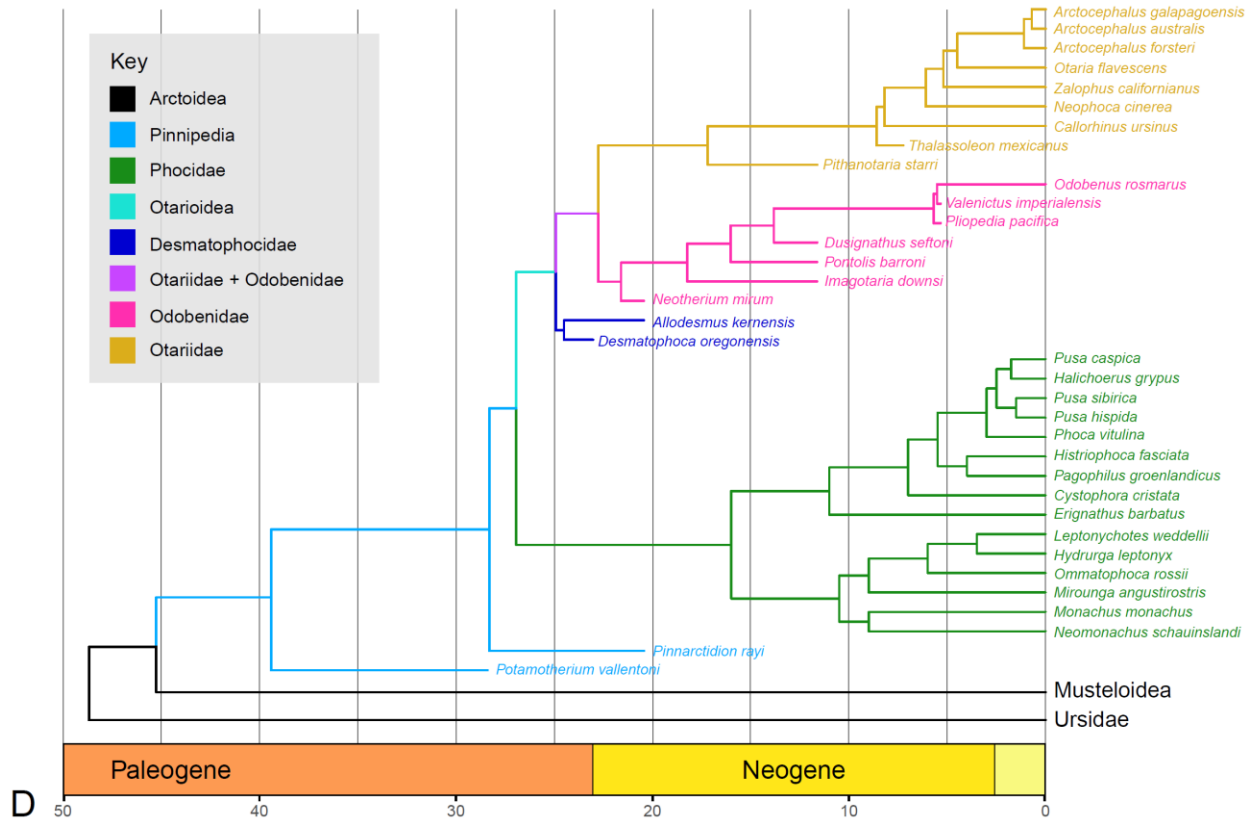 Key
Arctoidea
Pinnipedia
Phocidae
Otarioidea
Desmatophocidae
Otariidae + Odobenidae
Odobenidae
Otariidae
Arctocephalus galapagoensis
Arctocephalus australis
Arctocephalus forsteri
Otaria flavescens
Zalophus californianus
Neophoca cinerea
Callorhinus ursinus
Thalassoleon mexicanus
Pithanotaria starri
Odobenus rosmarus
Valenictus imperialensis
Pliopedia pacifica
Dusignathus seftoni
Pontolis barroni
Imagotaria downsi
Neotherium mirum
Allodesmus kernensis
Desmatophoca oregonensis
Pusa caspica
Halichoerus grypus
Pusa sibirica
Pusa hispida
Phoca vitulina
Histriophoca fasciata
Pagophilus groenlandicus
Cystophora cristata
Erignathus barbatus
Leptonychotes weddellii
Hydrurga leptonyx
Ommatophoca rossii
Mirounga angustirostris
Monachus monachus
Neomonachus schauinslandi
Pinnarctidion rayi
Potamotherium vallentoni
Musteloidea
Ursidae
Paleogene Neogene
D 50 40 30 20 10 0